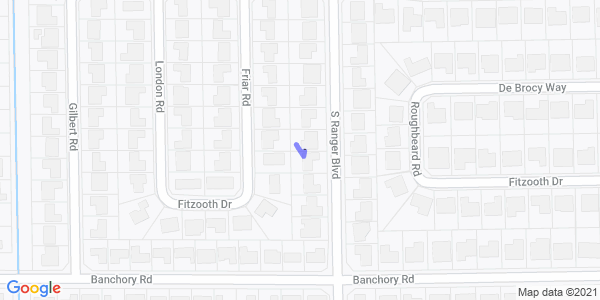 De Brocy Way
London Rd
Friar Rd
Gilbert Rd
S Ranger Blvd
Roughbeard Rd
Fitzooth Dr
Fitzooth Dr
Banchory Rd
Banchory Rd
Google
Map data ©2021